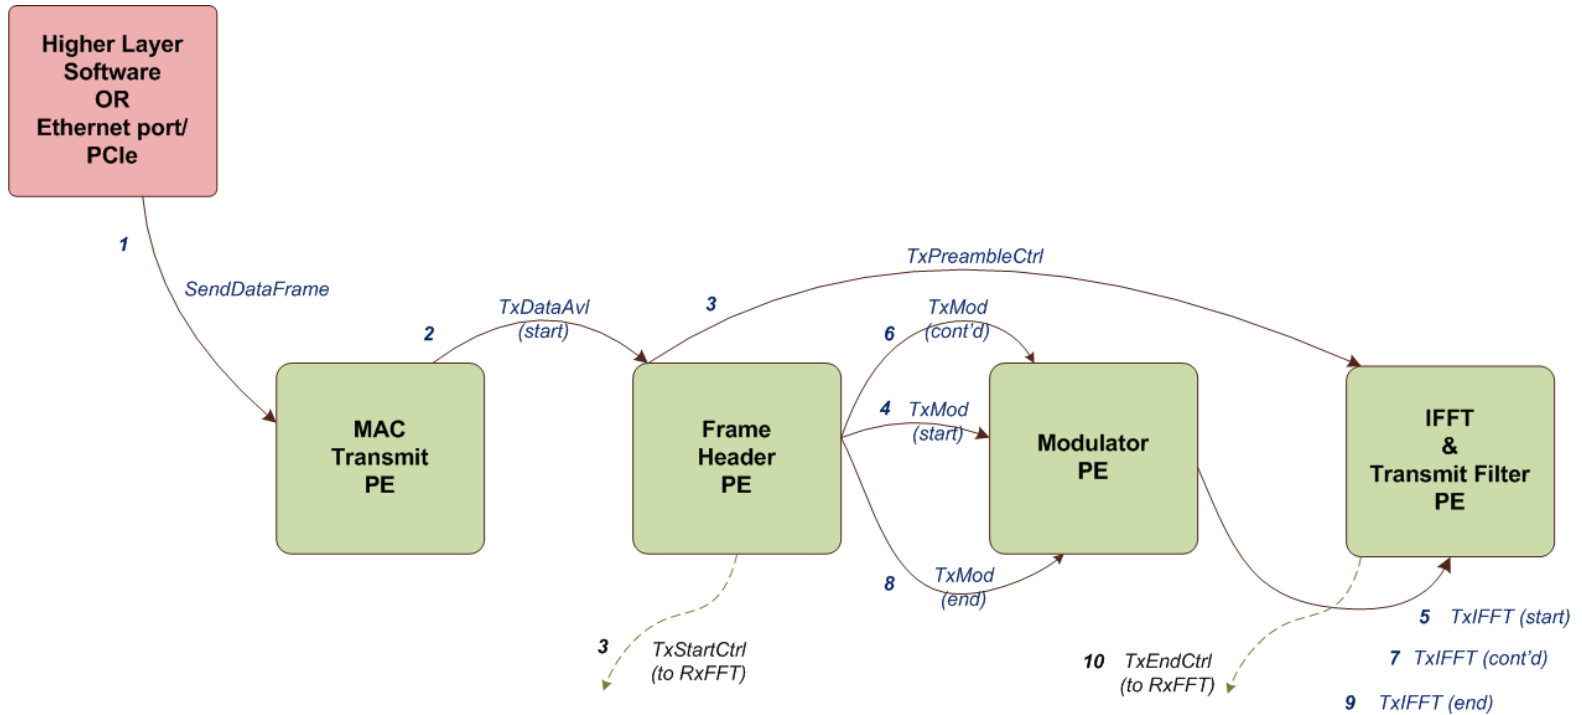 Higher Layer
Software
OR
Ethernet port/
PCIe
1
SendDataFrame
2
TxDataAvl
(start)
3
TxPreambleCtrl
6
TxMod
(cont'd)
4
TxMod
(start)
8
TxMod
(end)
MAC
Transmit
PE
Frame
Header
PE
Modulator
PE
IFFT
&
Transmit Filter
PE
3
TxStartCtrl
(to RxFFT)
10
TxEndCtrl
(to RxFFT)
5 TxIFFT (start)
7 TxIFFT (cont'd)
9 TxIFFT (end)